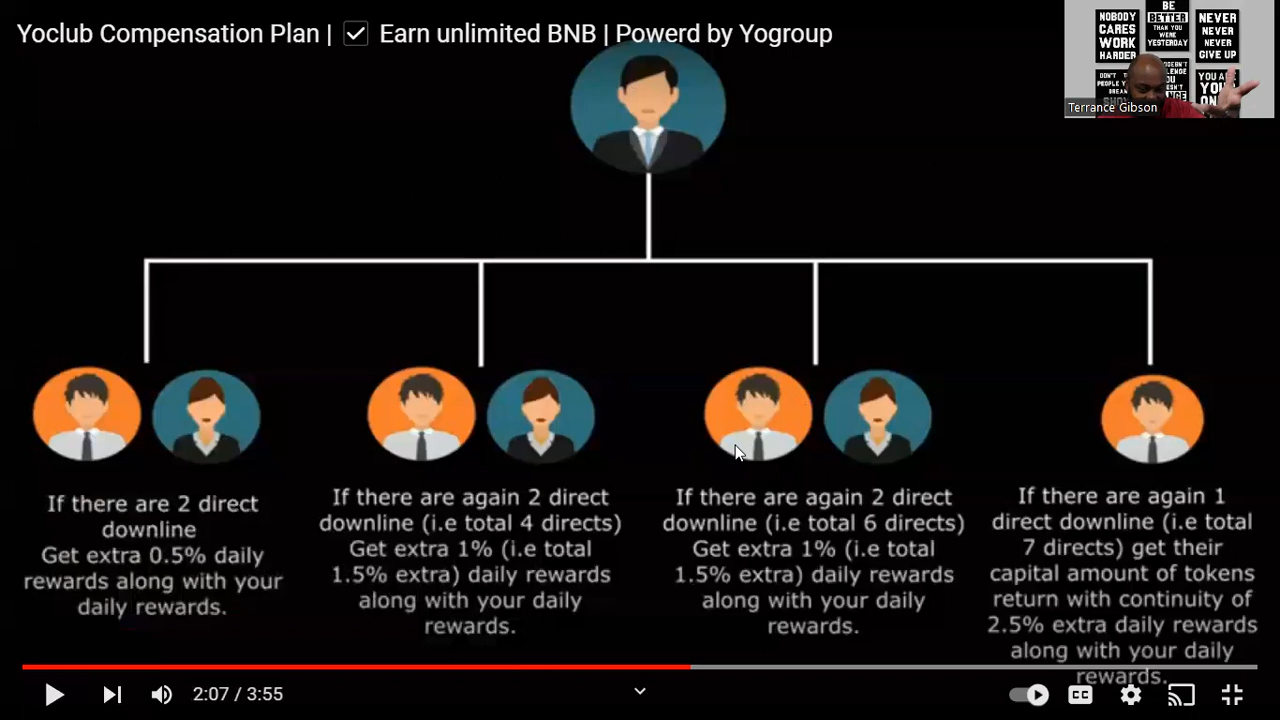 Yoclub Compensation Plan | ✅ Earn unlimited BNB | Powerd by Yogroup
NOBODY
CARES
WORK
HARDER
BE
BETTER
THAN YOU
WERE
YESTERDAY
NEVER
NEVER
NEVER
GIVE UP
Terrance Gibson
If there are 2 direct
downline
Get extra 0.5% daily
rewards along with your
daily rewards.
If there are again 2 direct
downline (i.e total 4 directs)
Get extra 1% (i.e total
1.5% extra) daily rewards
along with your daily
rewards.
If there are again 2 direct
downline (i.e total 6 directs)
Get extra 1% (i.e total
1.5% extra) daily rewards
along with your daily
rewards.
If there are again 1
direct downline (i.e total
7 directs) get their
capital amount of tokens
return with continuity of
2.5% extra daily rewards
along with your daily
rewards.
2:07 / 3:55
CC